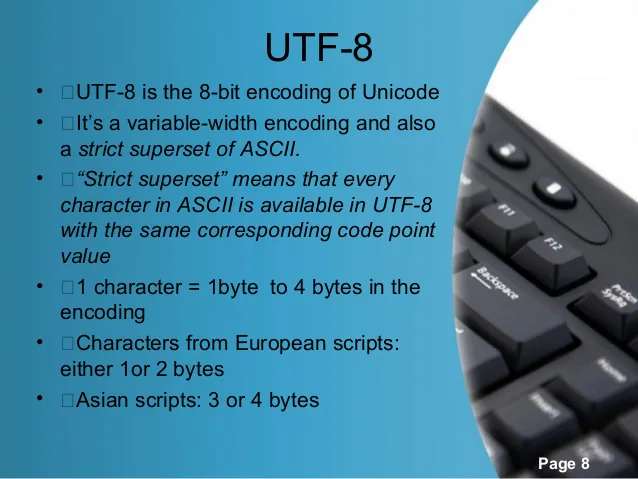 UTF-8
• □UTF-8 is the 8-bit encoding of Unicode
• □It’s a variable-width encoding and also
a strict superset of ASCII.
• □“Strict superset” means that every
character in ASCII is available in UTF-8
with the same corresponding code point
value
• □1 character = 1byte  to 4 bytes in the
encoding
• □Characters from European scripts:
either 1or 2 bytes
• □Asian scripts: 3 or 4 bytes
F11
F12
Backspace
PrtScn
SysRq
Home
Page 8